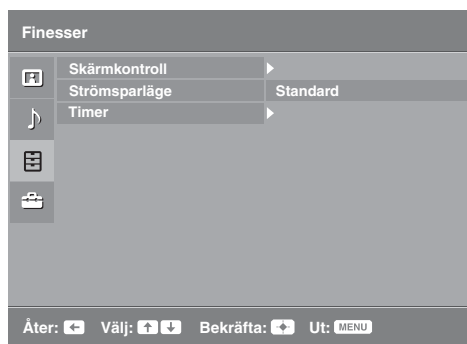 Finesser
Skärmkontroll
Strömsparläge Standard
Timer
Åter: Välj: Bekräfta: Ut: MENU